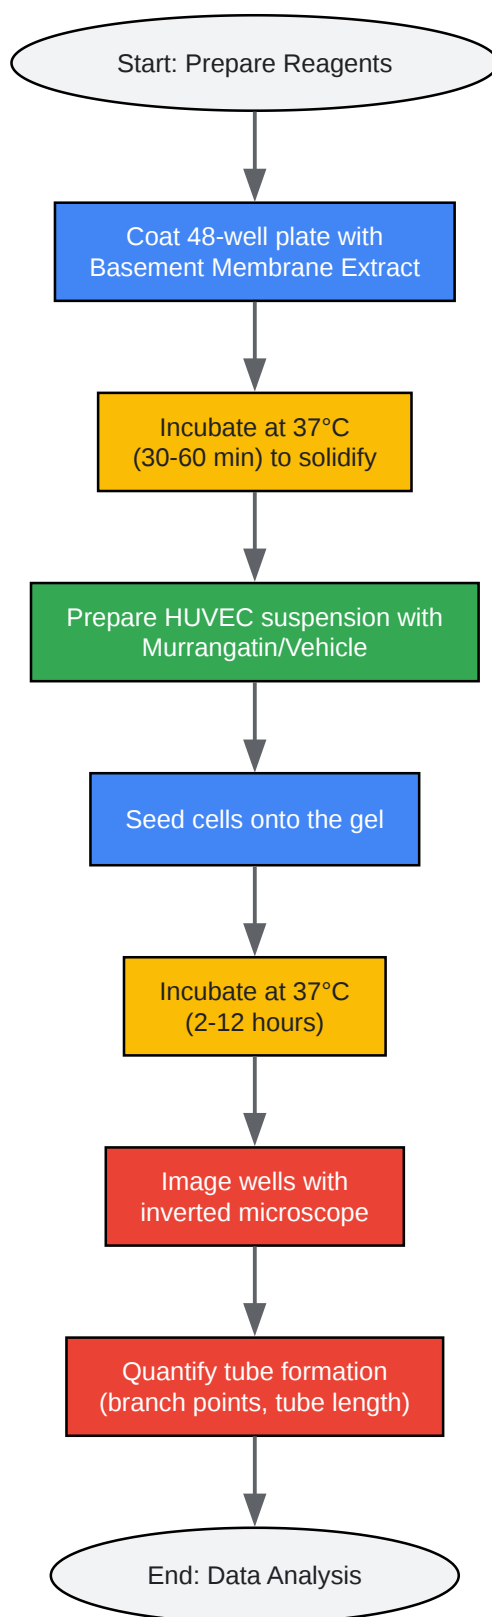 Start: Prepare Reagents
Coat 48-well plate with
Basement Membrane Extract
Incubate at 37°C
(30-60 min) to solidify
Prepare HUVEC suspension with
Murrangatin/Vehicle
Seed cells onto the gel
Incubate at 37°C
(2-12 hours)
Image wells with
inverted microscope
Quantify tube formation
(branch points, tube length)
End: Data Analysis